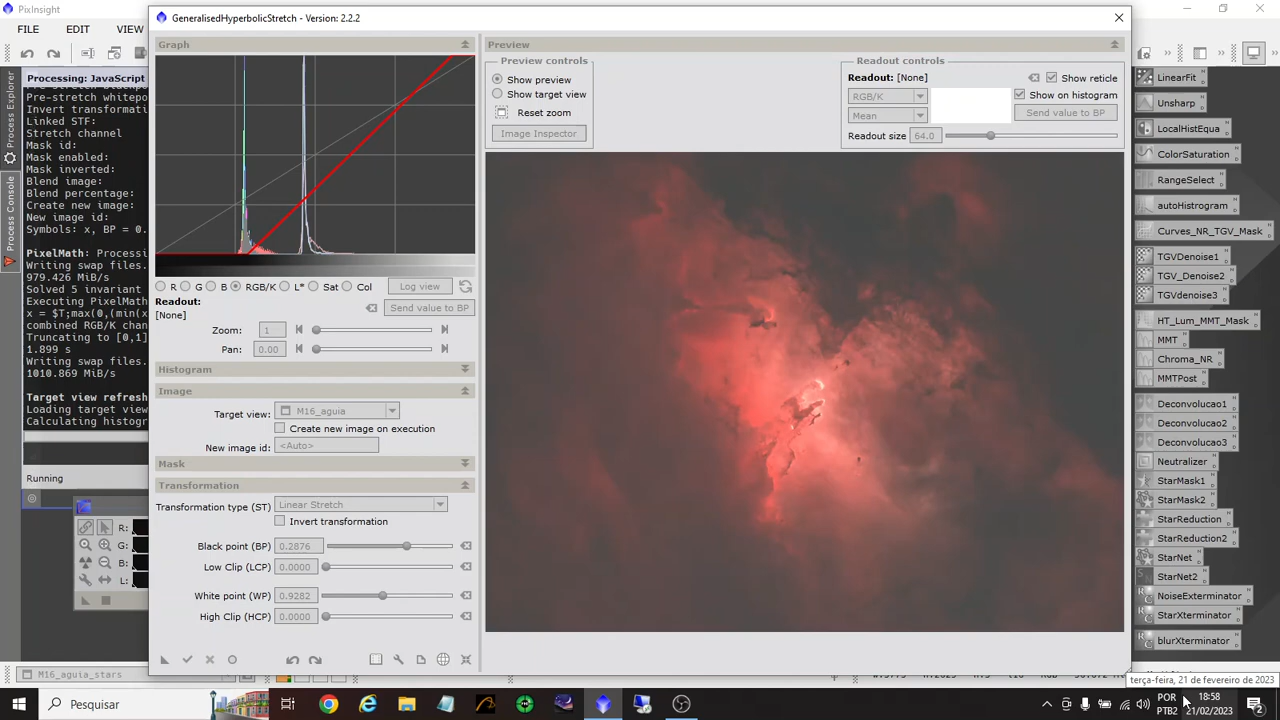 PixInsight
FILE EDIT VIEW
Process Explorer
Process Console
Processing: JavaScript
Pre-stretch blackpo
Pre-stretch whitepo
Invert transformati
Linked STF:
Stretch channel
Mask id:
Mask enabled:
Mask inverted:
Blend image:
Blend percentage:
Create new image:
New image id:
Symbols: x, BP = 0.
PixelMath: Processi
Writing swap files.
979.426 MiB/s
Solved 5 invariant
Executing PixelMath
x = $T;max(0,(min(x
combined RGB/K chan
Truncating to [0,1]
1.899 s
Writing swap files.
1010.869 MiB/s
Target view refresh
Loading target view
Calculating histogr
Running
R:
G:
B:
L:
M16_aguia_stars
GeneralisedHyperbolicStretch - Version: 2.2.2
Graph
R G B RGB/K L* Sat Col Log view
Readout:
[None]
Send value to BP
Zoom: 1
Pan: 0.00
Histogram
Image
Target view: M16_aguia
Create new image on execution
New image id: <Auto>
Mask
Transformation
Transformation type (ST) Linear Stretch
Invert transformation
Black point (BP) 0.2876
Low Clip (LCP) 0.0000
White point (WP) 0.9282
High Clip (HCP) 0.0000
Preview
Preview controls
Show preview
Show target view
Reset zoom
Image Inspector
Readout controls
Readout: [None] Show reticle
RGB/K Show on histogram
Mean Send value to BP
Readout size 64.0
LinearFit
Unsharp
LocalHistEqua
ColorSaturation
RangeSelect
autoHistrogram
Curves_NR_TGV_Mask
TGVDenoise1
TGV_Denoise2
TGVdenoise3
HT_Lum_MMT_Mask
MMT
Chroma_NR
MMTPost
Deconvolucao1
Deconvolucao2
Deconvolucao3
Neutralizer
StarMask1
StarMask2
StarReduction
StarReduction2
StarNet
StarNet2
NoiseExterminator
StarXterminator
blurXterminator
terça-feira, 21 de fevereiro de 2023
Pesquisar
POR
PTB2
18:58
21/02/2023
2